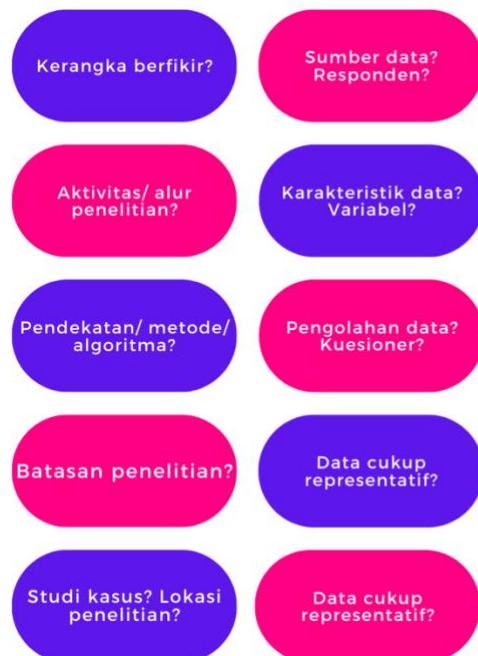 Kerangka berfikir?
Sumber data?
Responden?
Aktivitas/ alur
penelitian?
Karakteristik data?
Variabel?
Pendekatan/ metode/
algoritma?
Pengolahan data?
Kuesioner?
Batasan penelitian?
Data cukup
representatif?
Studi kasus? Lokasi
penelitian?
Data cukup
representatif?